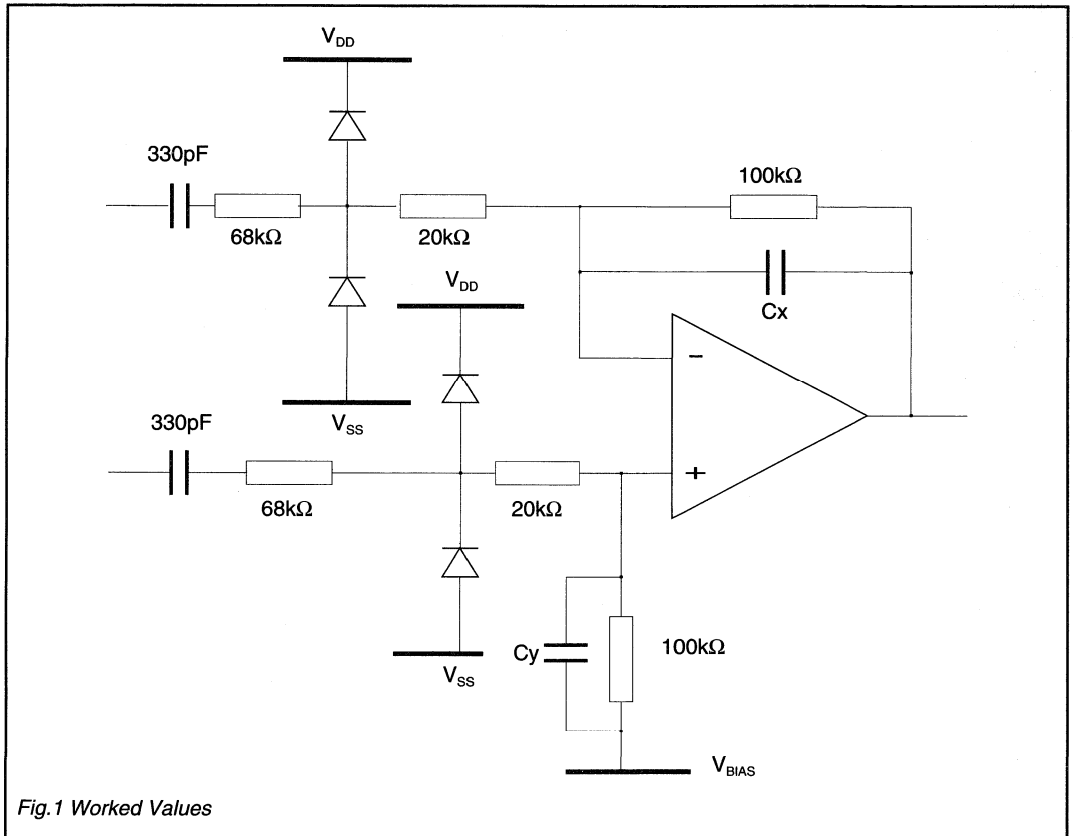 V_DD
330pF
100kΩ
68kΩ
20kΩ
V_DD
Cx
−
V_SS
330pF
+
68kΩ
20kΩ
Cy
100kΩ
V_SS
V_BIAS
Fig.1 Worked Values